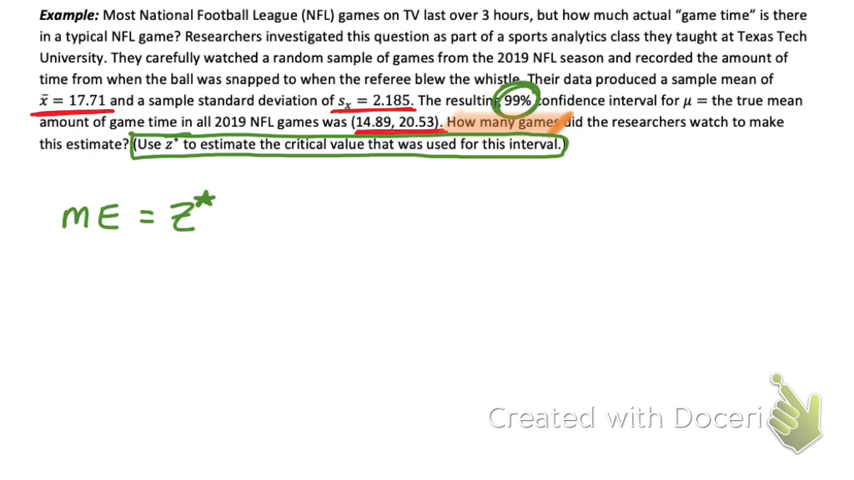 Example: Most National Football League (NFL) games on TV last over 3 hours, but how much actual “game time” is there
in a typical NFL game? Researchers investigated this question as part of a sports analytics class they taught at Texas Tech
University. They carefully watched a random sample of games from the 2019 NFL season and recorded the amount of
time from when the ball was snapped to when the referee blew the whistle. Their data produced a sample mean of
x̄ = 17.71 and a sample standard deviation of sₓ = 2.185. The resulting 99% confidence interval for μ = the true mean
amount of game time in all 2019 NFL games was (14.89, 20.53). How many games did the researchers watch to make
this estimate? (Use z* to estimate the critical value that was used for this interval.)
ME = Z*
Created with Doceri